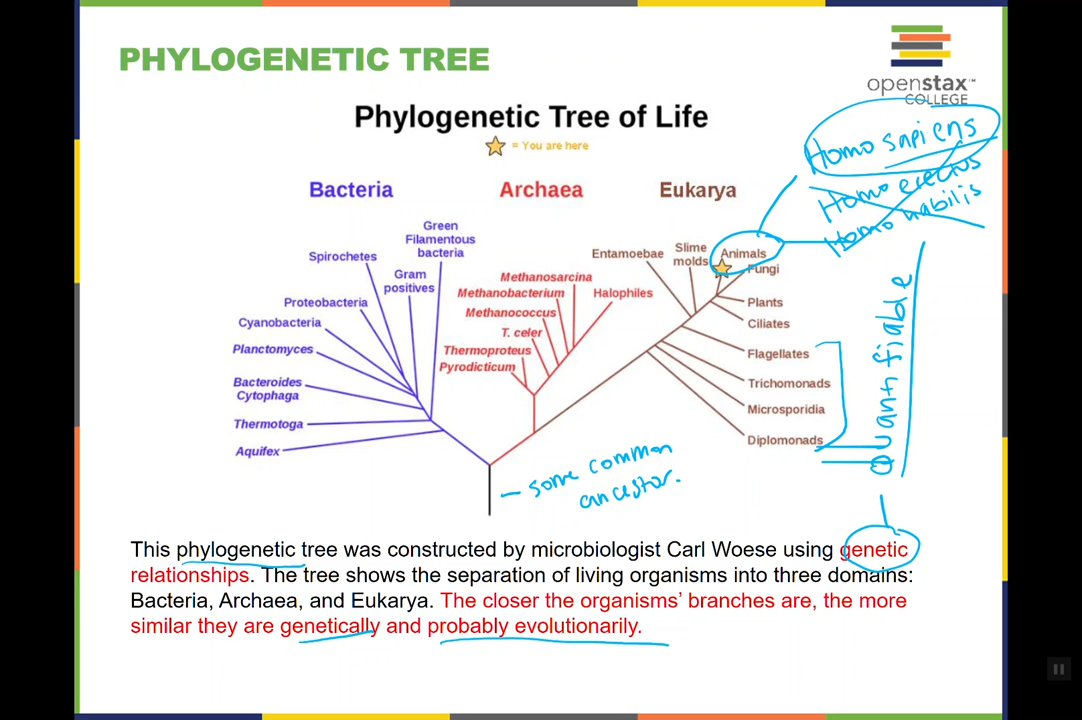 PHYLOGENETIC TREE
openstax™
COLLEGE
Phylogenetic Tree of Life
= You are here
Homo sapiens
Homo erectus
Homo habilis
Bacteria
Archaea
Eukarya
Green
Filamentous
bacteria
Spirochetes
Gram
positives
Proteobacteria
Cyanobacteria
Planctomyces
Bacteroides
Cytophaga
Thermotoga
Aquifex
Methanosarcina
Methanobacterium
Halophiles
Methanococcus
T. celer
Thermoproteus
Pyrodicticum
Entamoebae
Slime
molds
Animals
Fungi
Plants
Ciliates
Flagellates
Trichomonads
Microsporidia
Diplomonads
Quantifiable
– some common
ancestor.
This phylogenetic tree was constructed by microbiologist Carl Woese using genetic
relationships. The tree shows the separation of living organisms into three domains:
Bacteria, Archaea, and Eukarya. The closer the organisms’ branches are, the more
similar they are genetically and probably evolutionarily.